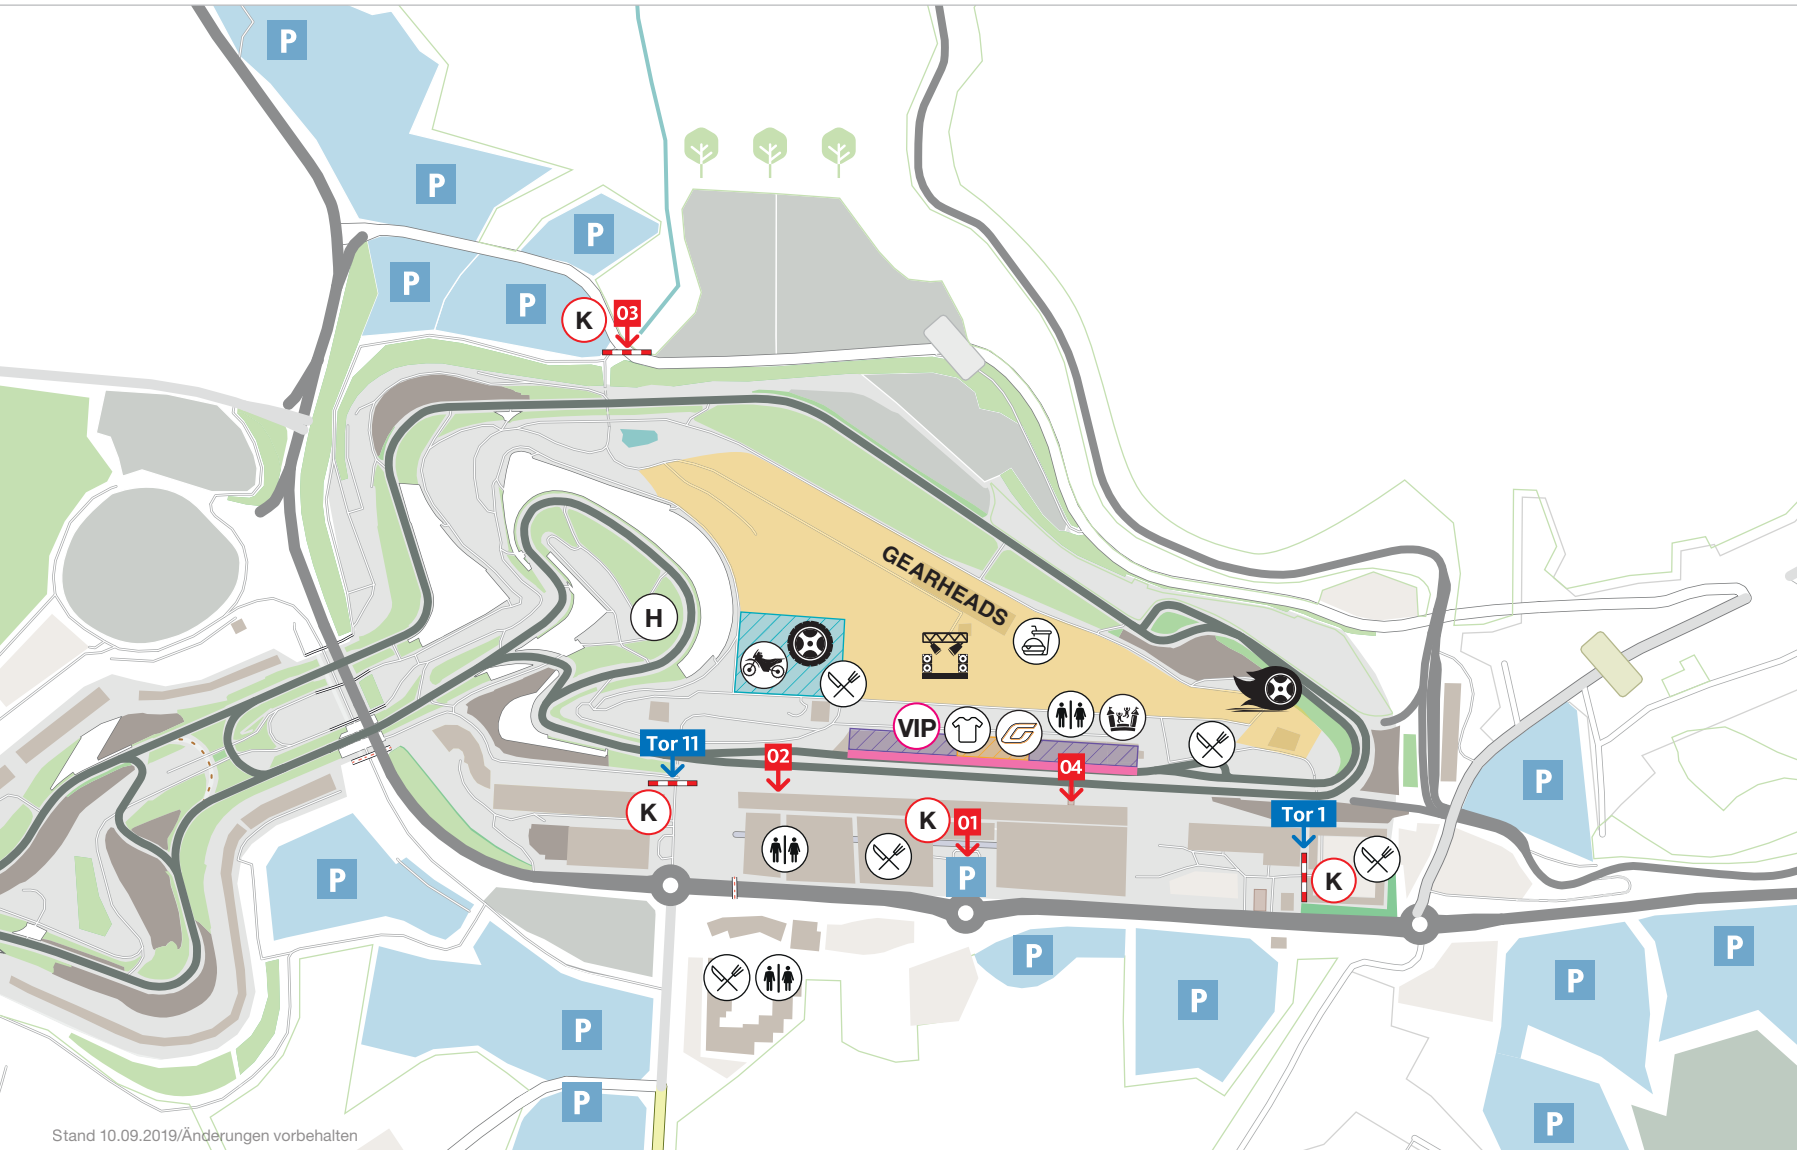 P
P
P
P
P
K
03
GEARHEADS
H
VIP
Tor 11
02
04
P
K
K
01
Tor 1
P
P
K
P
P
P
P
P
P
P
Stand 10.09.2019/Änderungen vorbehalten